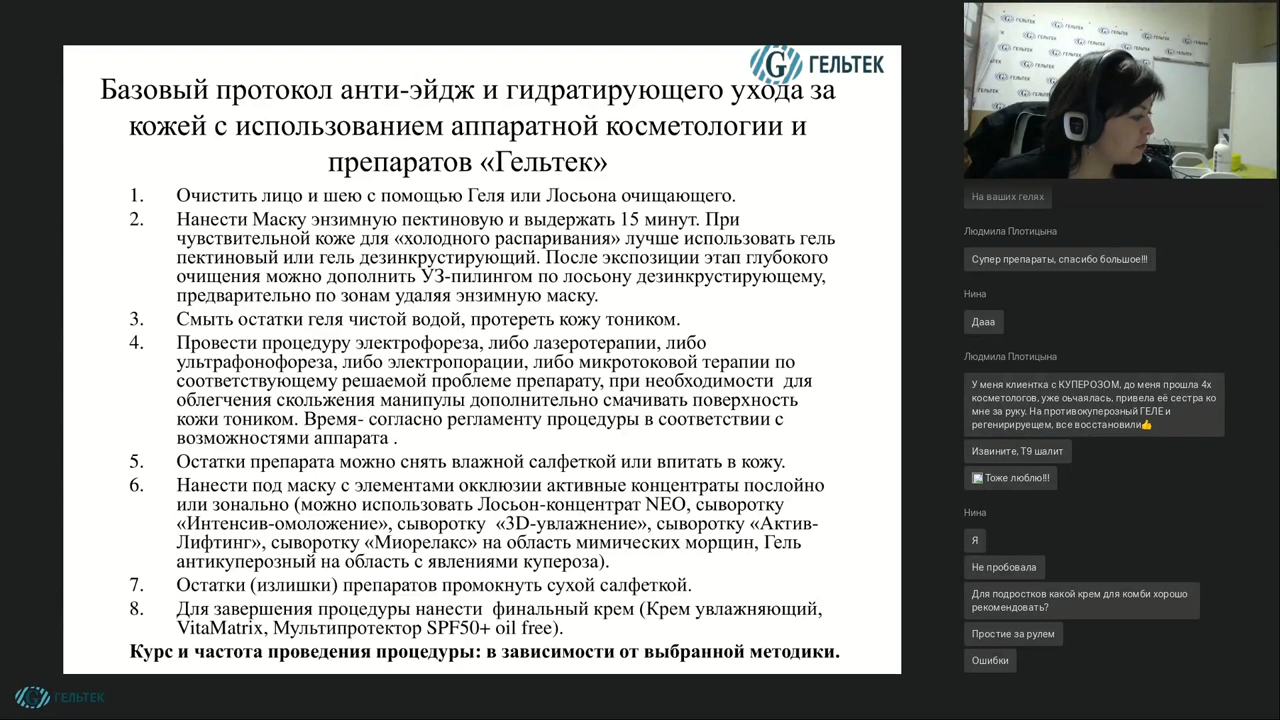 ГЕЛЬТЕК
Базовый протокол анти-эйдж и гидратирующего ухода за
кожей с использованием аппаратной косметологии и
препаратов «Гельтек»
1. Очистить лицо и шею с помощью Геля или Лосьона очищающего.
2. Нанести Маску энзимную пектиновую и выдержать 15 минут. При
чувствительной коже для «холодного распаривания» лучше использовать гель
пектиновый или гель дезинкрустирующий. После экспозиции этап глубокого
очищения можно дополнить УЗ-пилингом по лосьону дезинкрустирующему,
предварительно по зонам удаляя энзимную маску.
3. Смыть остатки геля чистой водой, протереть кожу тоником.
4. Провести процедуру электрофореза, либо лазеротерапии, либо
ультрафонофореза, либо электропорации, либо микротоковой терапии по
соответствующему решаемой проблеме препарату, при необходимости для
облегчения скольжения манипулы дополнительно смачивать поверхность
кожи тоником. Время- согласно регламенту процедуры в соответствии с
возможностями аппарата .
5. Остатки препарата можно снять влажной салфеткой или впитать в кожу.
6. Нанести под маску с элементами окклюзии активные концентраты послойно
или зонально (можно использовать Лосьон-концентрат NEO, сыворотку
«Интенсив-омоложение», сыворотку «3D-увлажнение», сыворотку «Актив-
Лифтинг», сыворотку «Миорелакс» на область мимических морщин, Гель
антикуперозный на область с явлениями купероза).
7. Остатки (излишки) препаратов промокнуть сухой салфеткой.
8. Для завершения процедуры нанести финальный крем (Крем увлажняющий,
VitaMatrix, Мультипротектор SPF50+ oil free).
Курс и частота проведения процедуры: в зависимости от выбранной методики.
ГЕЛЬТЕК
На ваших гелях
Людмила Плотицына
Супер препараты, спасибо большое!!!
Нина
Дааа
Людмила Плотицына
У меня клиентка с КУПЕРОЗОМ, до меня прошла 4х
косметологов, уже оьчаялась, привела её сестра ко
мне за руку. На противокуперозный ГЕЛЕ и
регенирируещем, все восстановили👍
Извините, Т9 шалит
Тоже люблю!!!
Нина
Я
Не пробовала
Для подростков какой крем для комби хорошо
рекомендовать?
Простие за рулем
Ошибки